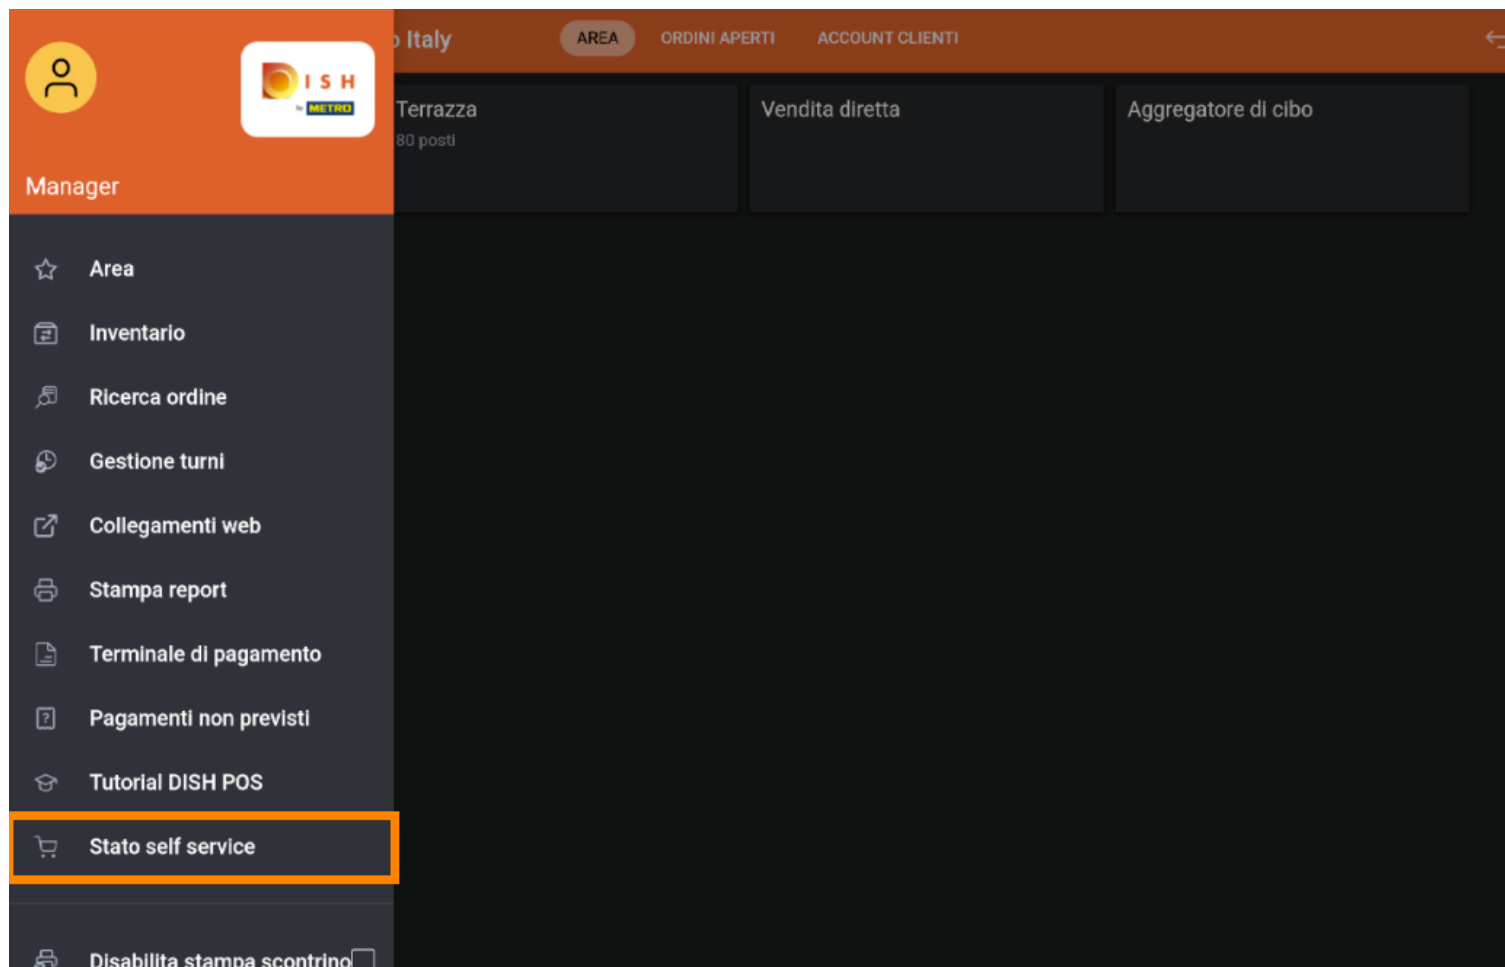 Italy
AREA
ORDINI APERTI
ACCOUNT CLIENTI
ISH
by METRO
Manager
Terrazza
80 posti
Vendita diretta
Aggregatore di cibo
Area
Inventario
Ricerca ordine
Gestione turni
Collegamenti web
Stampa report
Terminale di pagamento
Pagamenti non previsti
Tutorial DISH POS
Stato self service
Disabilita stampa scontrino